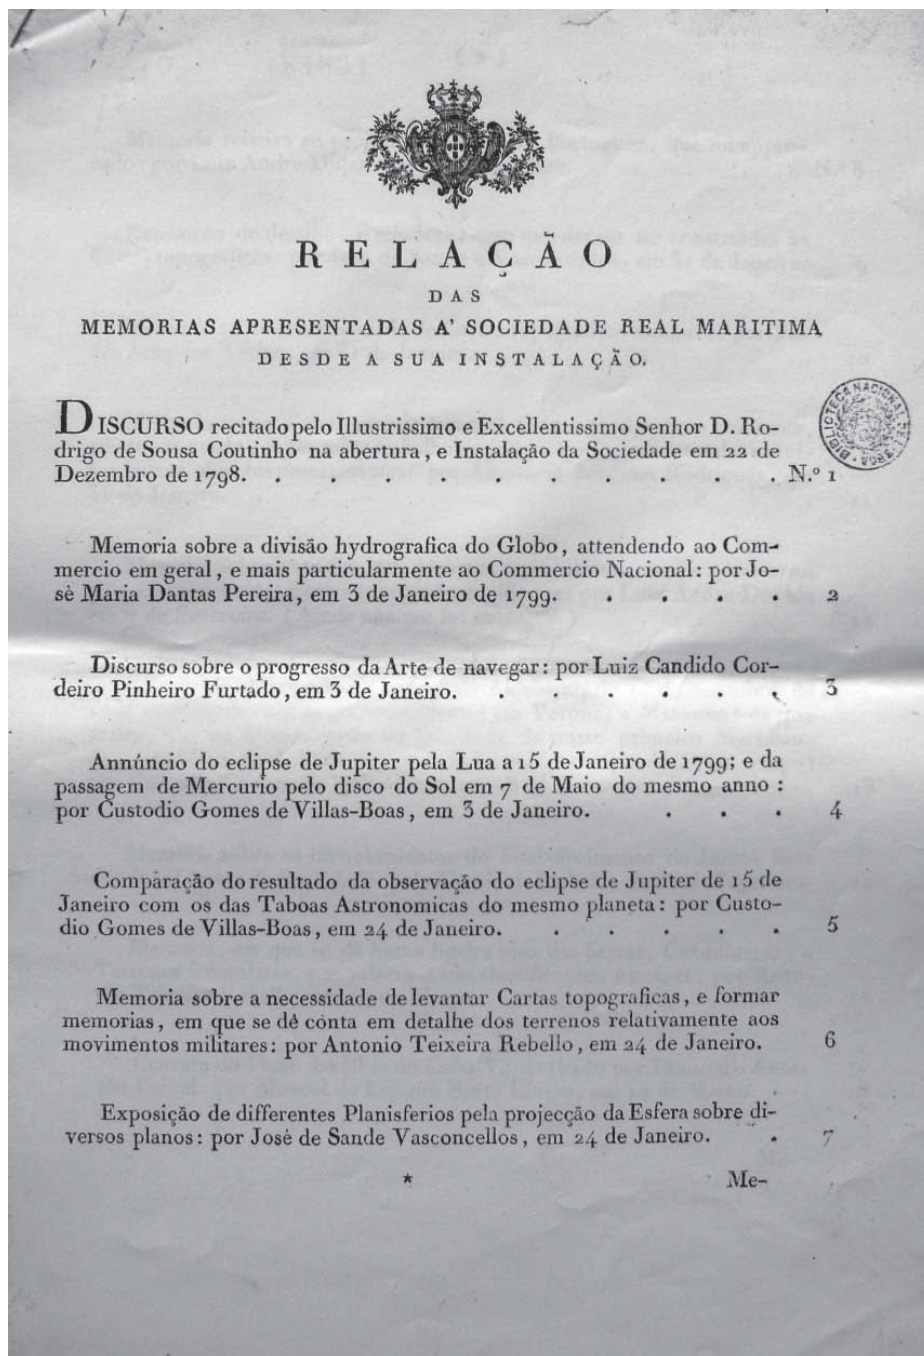 RELAÇÃO
DAS
MEMORIAS APRESENTADAS A' SOCIEDADE REAL MARITIMA
DESDE A SUA INSTALAÇÃO.
DISCURSO recitado pelo Illustrissimo e Excellentissimo Senhor D. Ro-
drigo de Sousa Coutinho na abertura, e Instalação da Sociedade em 22 de
Dezembro de 1798. . . . . . . . . . . N.º 1
BIBLIOTECA NACIONAL LISBOA
Memoria sobre a divisão hydrografica do Globo, attendendo ao Com-
mercio em geral, e mais particularmente ao Commercio Nacional: por Jo-
sè Maria Dantas Pereira, em 3 de Janeiro de 1799. . . . . 2
Discurso sobre o progresso da Arte de navegar: por Luiz Candido Cor-
deiro Pinheiro Furtado, em 3 de Janeiro. . . . . . . 3
Annúncio do eclipse de Jupiter pela Lua a 15 de Janeiro de 1799; e da
passagem de Mercurio pelo disco do Sol em 7 de Maio do mesmo anno :
por Custodio Gomes de Villas-Boas, em 3 de Janeiro. . . . 4
Comparação do resultado da observação do eclipse de Jupiter de 15 de
Janeiro com os das Taboas Astronomicas do mesmo planeta: por Custo-
dio Gomes de Villas-Boas, em 24 de Janeiro. . . . . . 5
Memoria sobre a necessidade de levantar Cartas topograficas, e formar
memorias, em que se dê cónta em detalhe dos terrenos relativamente aos
movimentos militares: por Antonio Teixeira Rebello, em 24 de Janeiro. 6
Exposição de differentes Planisferios pela projecção da Esfera sobre di-
versos planos: por José de Sande Vasconcellos, em 24 de Janeiro. . 7
* Me-